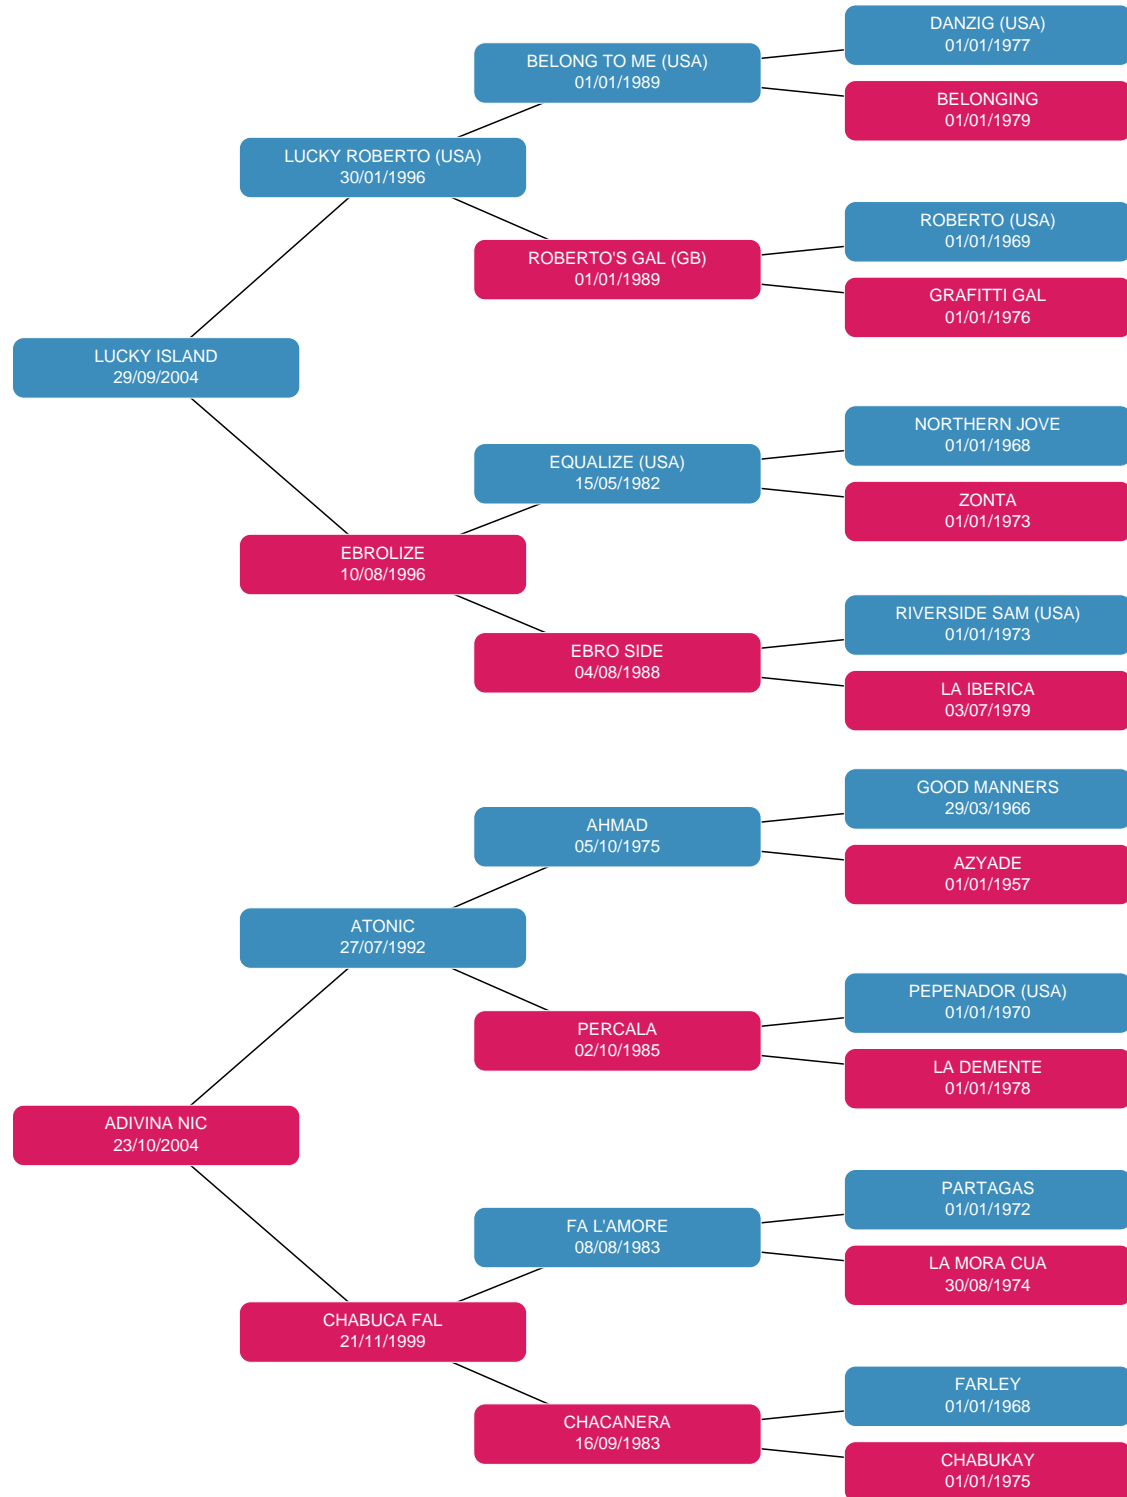 DANZIG (USA)
01/01/1977
BELONG TO ME (USA)
01/01/1989
BELONGING
01/01/1979
LUCKY ROBERTO (USA)
30/01/1996
ROBERTO (USA)
01/01/1969
ROBERTO'S GAL (GB)
01/01/1989
GRAFITTI GAL
01/01/1976
LUCKY ISLAND
29/09/2004
NORTHERN JOVE
01/01/1968
EQUALIZE (USA)
15/05/1982
ZONTA
01/01/1973
EBROLIZE
10/08/1996
RIVERSIDE SAM (USA)
01/01/1973
EBRO SIDE
04/08/1988
LA IBERICA
03/07/1979
GOOD MANNERS
29/03/1966
AHMAD
05/10/1975
AZYADE
01/01/1957
ATONIC
27/07/1992
PEPENADOR (USA)
01/01/1970
PERCALA
02/10/1985
LA DEMENTE
01/01/1978
ADIVINA NIC
23/10/2004
PARTAGAS
01/01/1972
FA L'AMORE
08/08/1983
LA MORA CUA
30/08/1974
CHABUCA FAL
21/11/1999
FARLEY
01/01/1968
CHACANERA
16/09/1983
CHABUKAY
01/01/1975